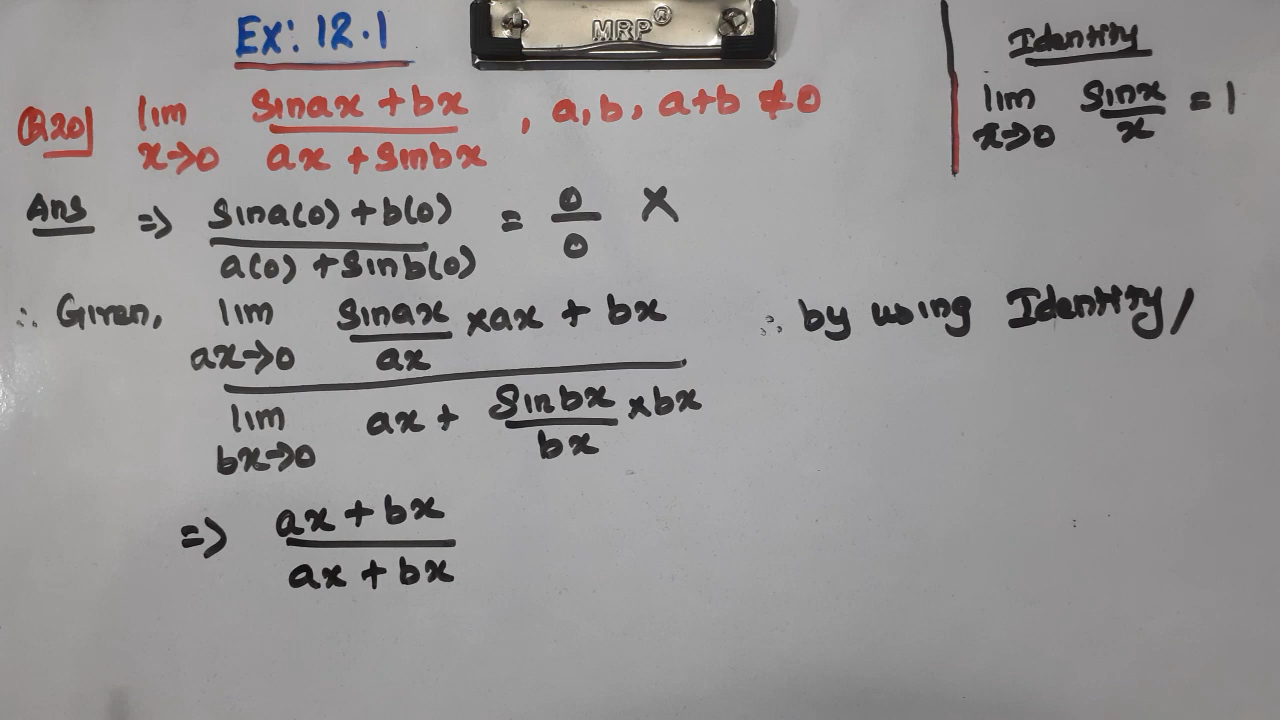 Ex: 12.1
MRP®
Q20] lim x→0 (sinax + bx)/(ax + sinbx) , a, b, a+b ≠ 0
Identity
lim x→0 sinx/x = 1
Ans => (sina(0) + b(0))/(a(0) + sinb(0)) = 0/0 ×
∴ Given, lim ax→0 sinax/ax × ax + bx
∴ by using Identity,
lim bx→0 ax + sinbx/bx × bx
=> (ax + bx)/(ax + bx)